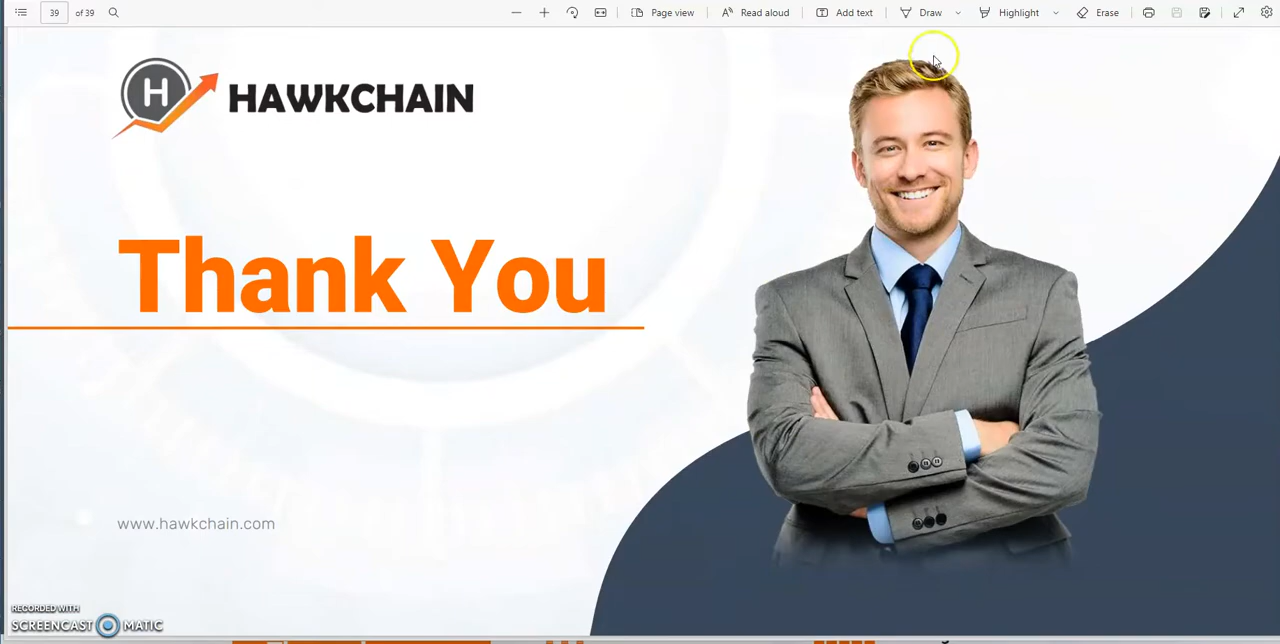 39 of 39 Page view Read aloud Add text Draw Highlight Erase
H HAWKCHAIN
Thank You
www.hawkchain.com
RECORDED WITH
SCREENCAST MATIC